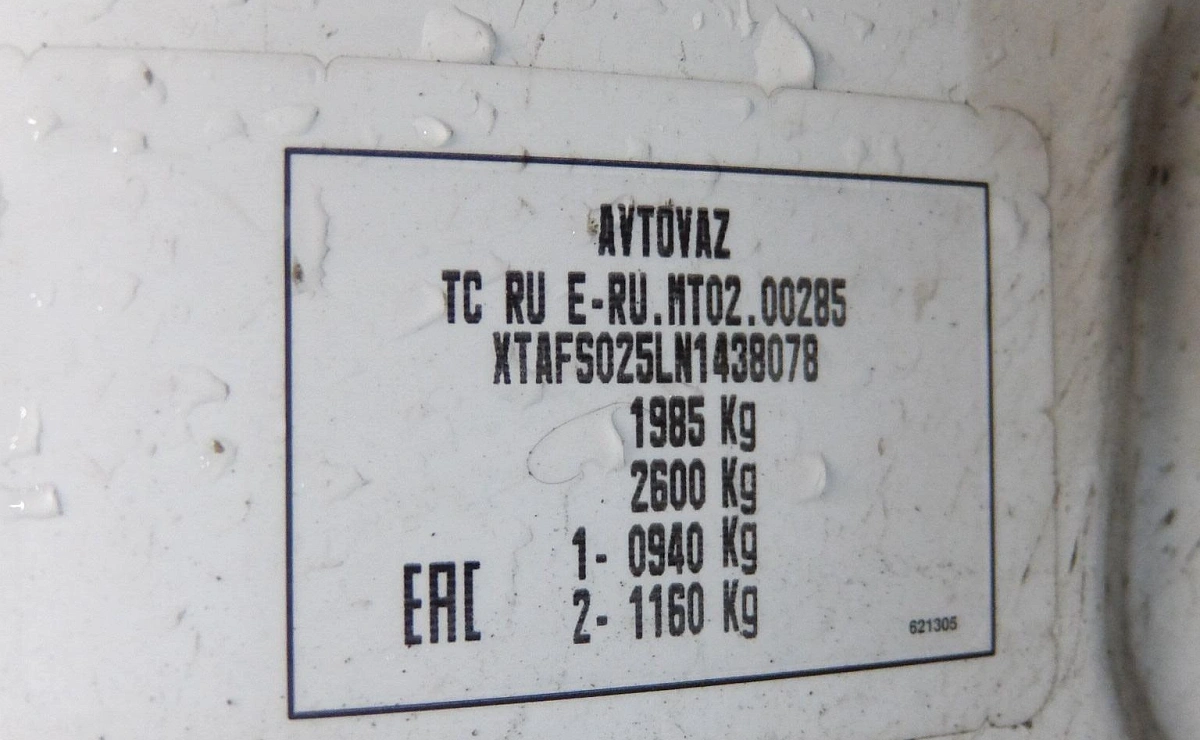 AVTOVAZ
TC RU E-RU.MT02.00285
XTAFS025LN1438078
1985 Kg
2600 Kg
1- 0940 Kg
2- 1160 Kg
EAC
621305